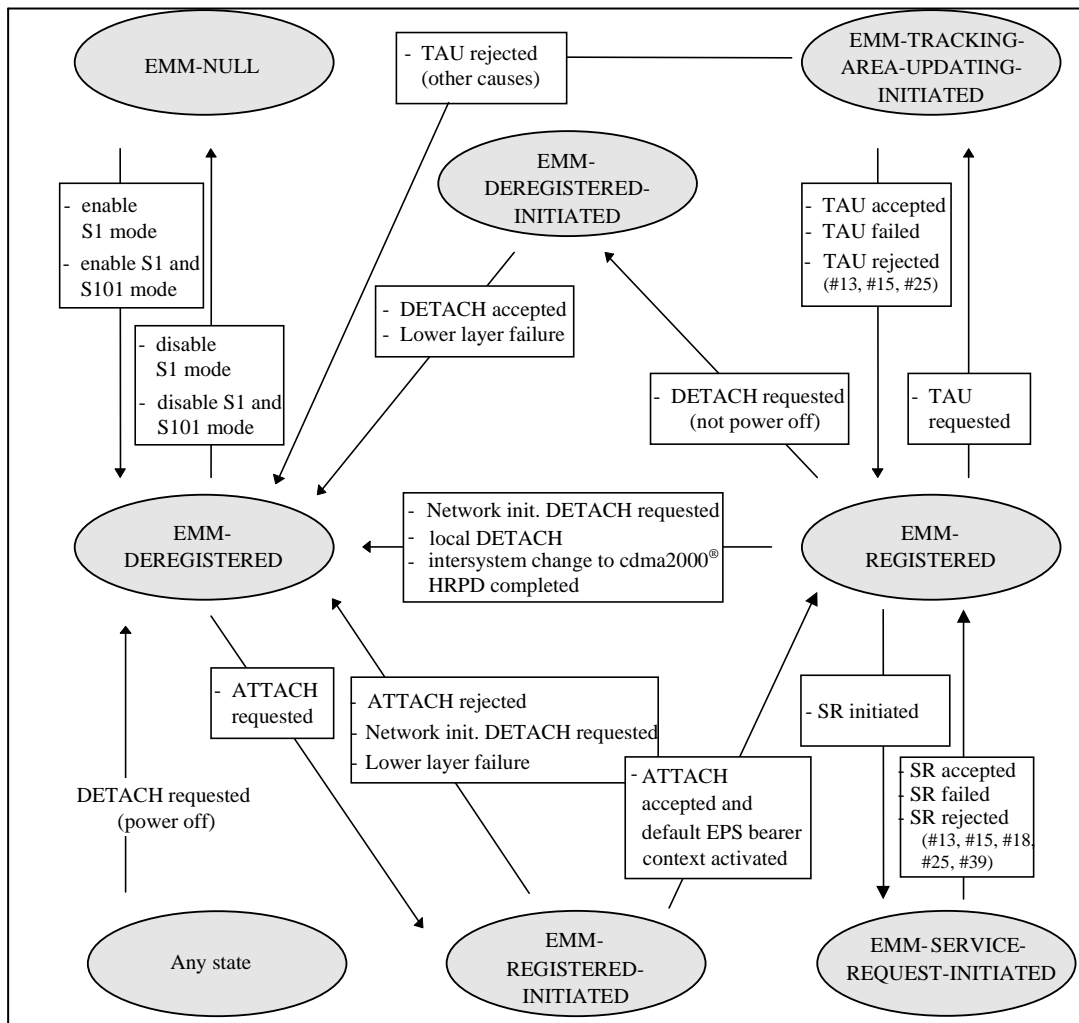 EMM-NULL
- TAU rejected
(other causes)
EMM-TRACKING-
AREA-UPDATING-
INITIATED
EMM-
DEREGISTERED-
INITIATED
- enable
S1 mode
- enable S1 and
S101 mode
- TAU accepted
- TAU failed
- TAU rejected
(#13, #15, #25)
- DETACH accepted
- Lower layer failure
- disable
S1 mode
- disable S1 and
S101 mode
- DETACH requested
(not power off)
- TAU
requested
EMM-
DEREGISTERED
- Network init. DETACH requested
- local DETACH
- intersystem change to cdma2000®
HRPD completed
EMM-
REGISTERED
- ATTACH
requested
- ATTACH rejected
- Network init. DETACH requested
- Lower layer failure
- SR initiated
DETACH requested
(power off)
- ATTACH
accepted and
default EPS bearer
context activated
- SR accepted
- SR failed
- SR rejected
(#13, #15, #18,
#25, #39)
Any state
EMM-
REGISTERED-
INITIATED
EMM-SERVICE-
REQUEST-INITIATED